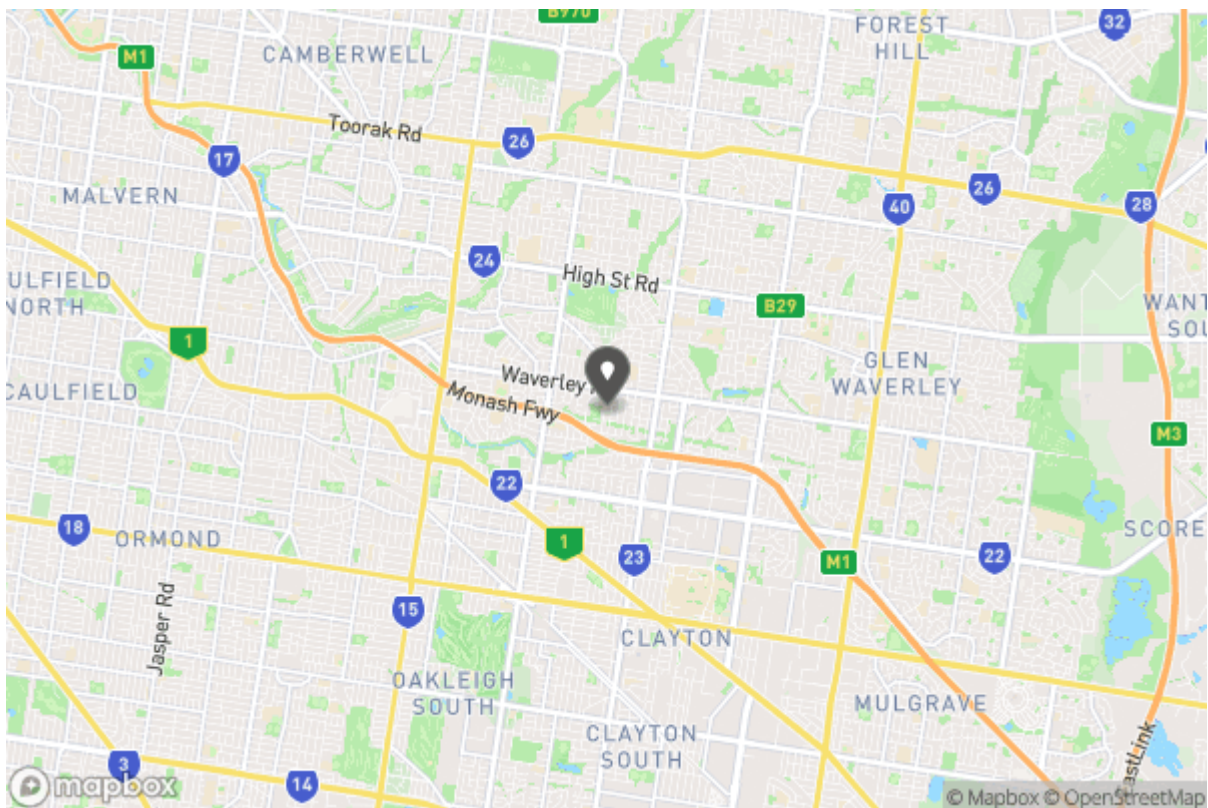 B970
FOREST
HILL
32
CAMBERWELL
M1
Toorak Rd
26
17
26
28
MALVERN
40
24
High St Rd
ULFIELD
NORTH
B29
WANT
SOU
1
GLEN
WAVERLEY
Waverley
CAULFIELD
Monash Fwy
M3
22
18
ORMOND
SCORE
1
23
22
M1
15
Jasper Rd
CLAYTON
OAKLEIGH
SOUTH
MULGRAVE
CLAYTON
SOUTH
astLink
3
14
mapbox
© Mapbox © OpenStreetMap